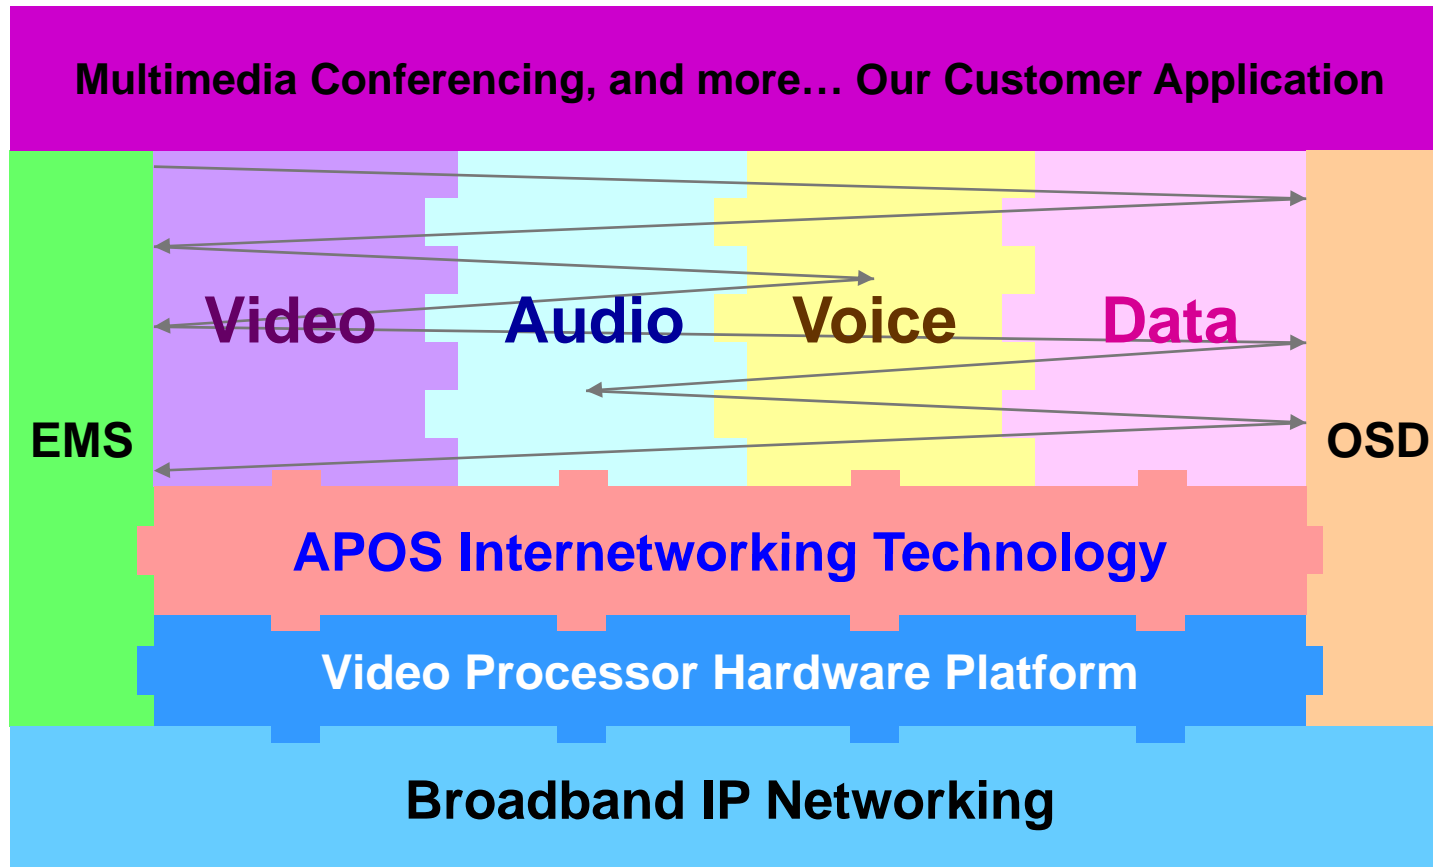 Multimedia Conferencing, and more… Our Customer Application
Video Audio Voice Data
EMS
OSD
APOS Internetworking Technology
Video Processor Hardware Platform
Broadband IP Networking